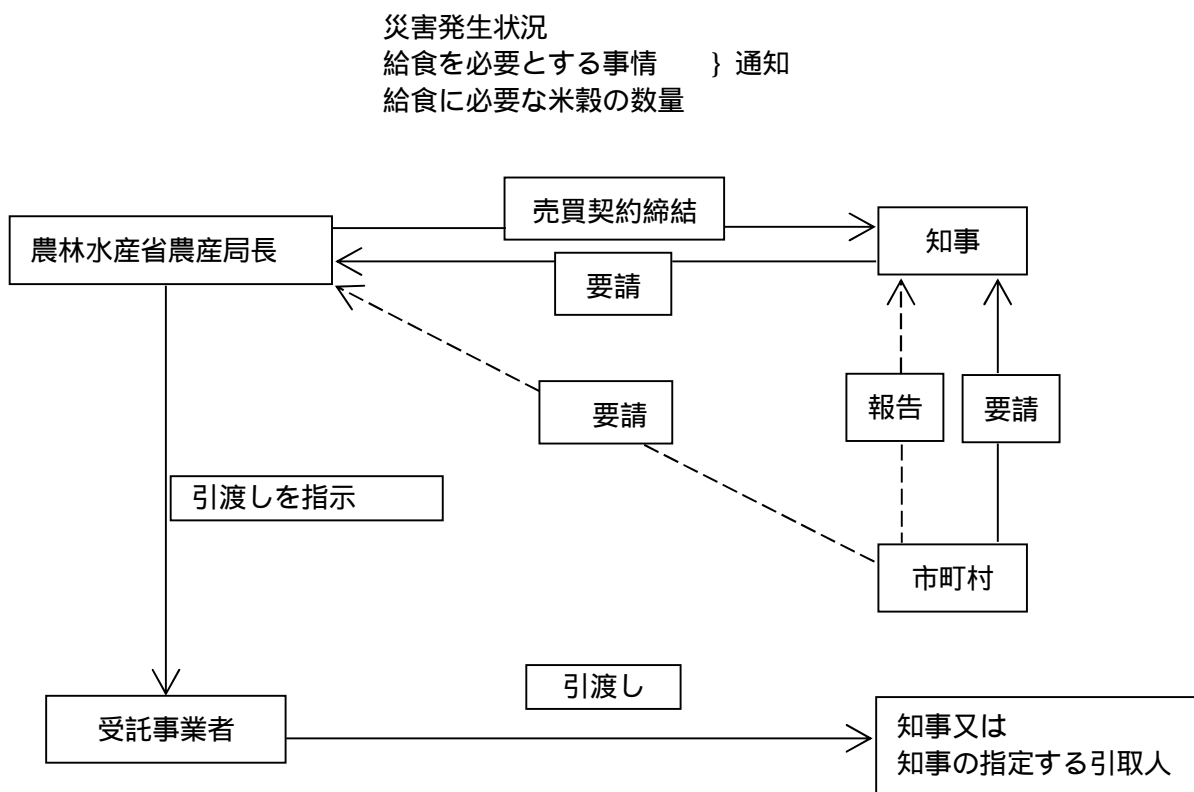 災害発生状況
給食を必要とする事情 } 通知
給食に必要な米穀の数量
売買契約締結
農林水産省農産局長
知事
要請
要請
報告
要請
引渡しを指示
市町村
引渡し
受託事業者
知事又は
知事の指定する引取人